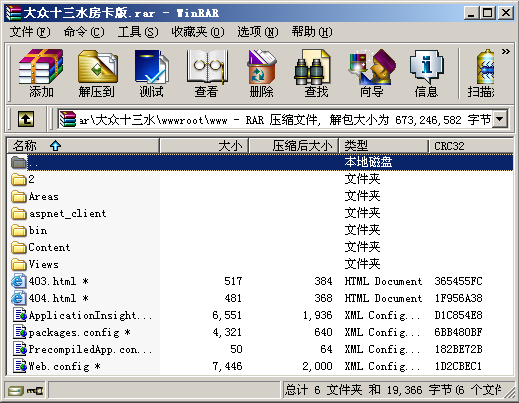 大众十三水房卡版.rar - WinRAR
文件(F) 命令(C) 工具(S) 收藏夹(O) 选项(N) 帮助(H)
添加 解压到 测试 查看 删除 查找 向导 信息 扫描
ar\大众十三水\wwwroot\www - RAR 压缩文件, 解包大小为 673,246,582 字节
名称 大小 压缩后大小 类型 CRC32
.. 本地磁盘
2 文件夹
Areas 文件夹
aspnet_client 文件夹
bin 文件夹
Content 文件夹
Views 文件夹
403.html * 517 384 HTML Document 365455FC
404.html * 481 368 HTML Document 1F956A38
ApplicationInsight... 6,551 1,936 XML Config... D1C854E8
packages.config * 4,321 640 XML Config... 6BB480BF
PrecompiledApp.con... 50 64 XML Config... 182BE72B
Web.config * 7,446 2,000 XML Config... 1D2CBEC1
总计 6 文件夹 和 19,366 字节(6 个文件